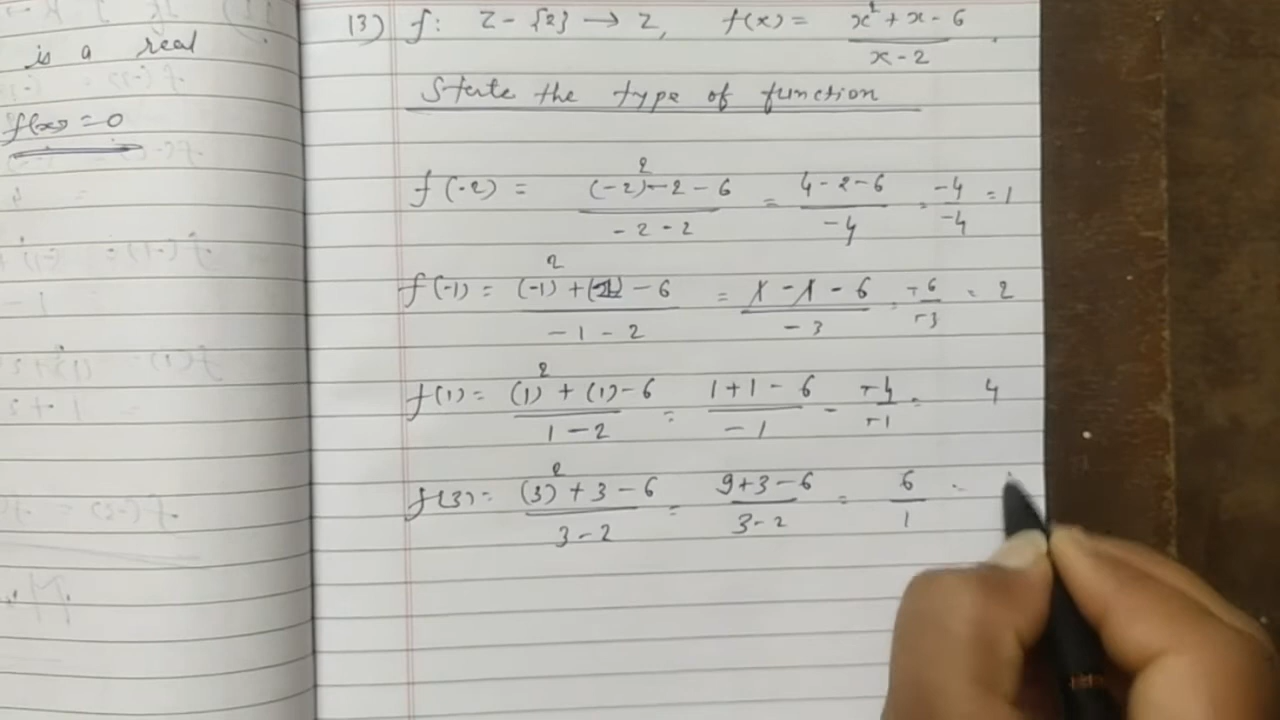 is a real
f(x) = 0
13) f: Z - {2} → Z, f(x) = x² + x - 6 / x - 2 .
State the type of function
f(-2) = (-2)² - 2 - 6 / -2 - 2 = 4 - 2 - 6 / -4 = -4 / -4 = 1
f(-1) = (-1)² + (-1) - 6 / -1 - 2 = 1 - 1 - 6 / -3 = -6 / -3 = 2
f(1) = (1)² + (1) - 6 / 1 - 2 = 1 + 1 - 6 / -1 = -4 / -1 = 4
f(3) = (3)² + 3 - 6 / 3 - 2 = 9 + 3 - 6 / 3 - 2 = 6 / 1 =